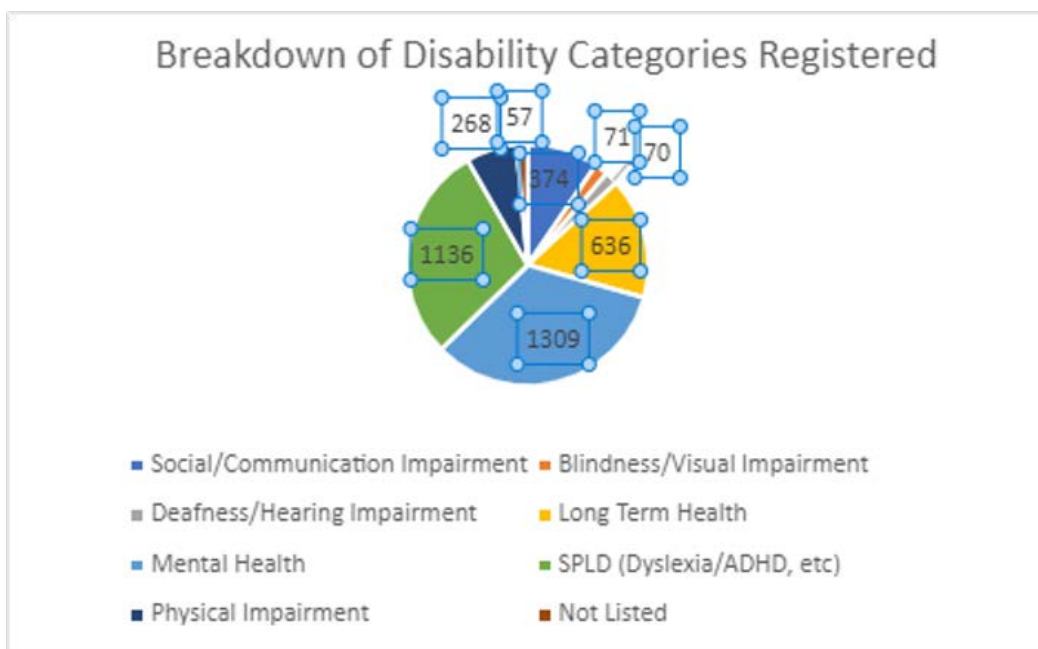 Breakdown of Disability Categories Registered
268 57 71 70
374
1136 636
1309
Social/Communication Impairment Blindness/Visual Impairment
Deafness/Hearing Impairment Long Term Health
Mental Health SPLD (Dyslexia/ADHD, etc)
Physical Impairment Not Listed